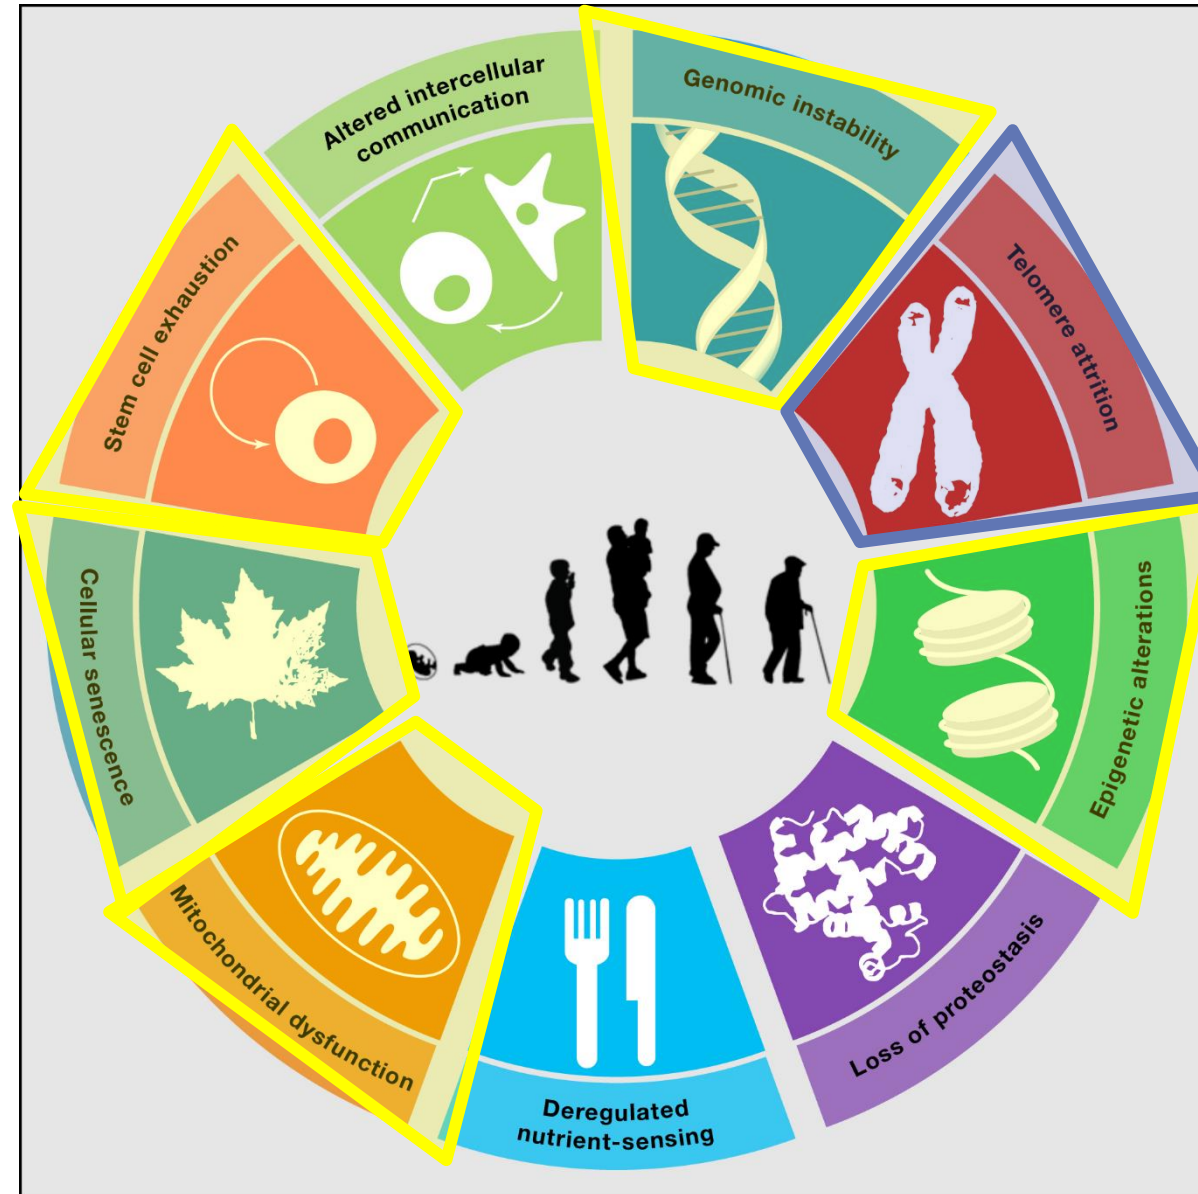 Altered intercellular
communication
Genomic instability
Telomere attrition
Epigenetic alterations
Loss of proteostasis
Deregulated
nutrient-sensing
Mitochondrial dysfunction
Cellular senescence
Stem cell exhaustion